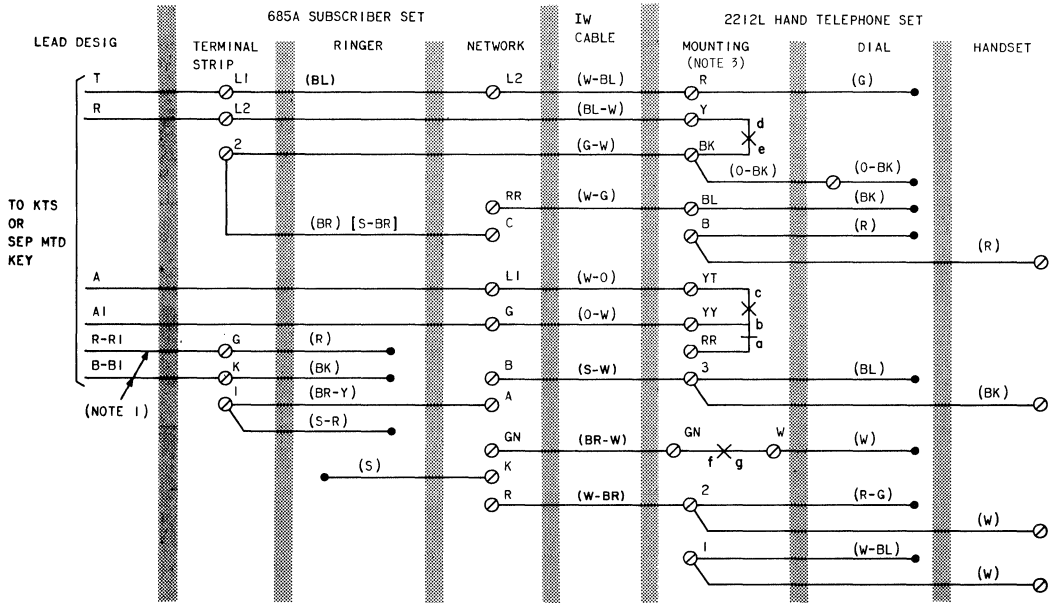 685A SUBSCRIBER SET
IW CABLE
2212L HAND TELEPHONE SET
LEAD DESIG
TERMINAL STRIP
RINGER
NETWORK
MOUNTING
(NOTE 3)
DIAL
HANDSET
T L1 (BL) L2 (W-BL) R (G)
R L2 (BL-W) Y
d
2 (G-W) BK e
(O-BK) (O-BK)
RR (W-G) BL (BK)
(BR) [S-BR] C B (R)
(R)
TO KTS
OR
SEP MTD
KEY
A L1 (W-O) YT
c
A1 G (O-W) YY b
a
R-R1 G (R) RR
B-B1 K (BK) B (S-W) 3 (BL)
(NOTE 1) 1 (BR-Y) A (BK)
(S-R)
GN (BR-W) GN f g W (W)
(S) K
R (W-BR) 2 (R-G)
(W)
1 (W-BL)
(W)